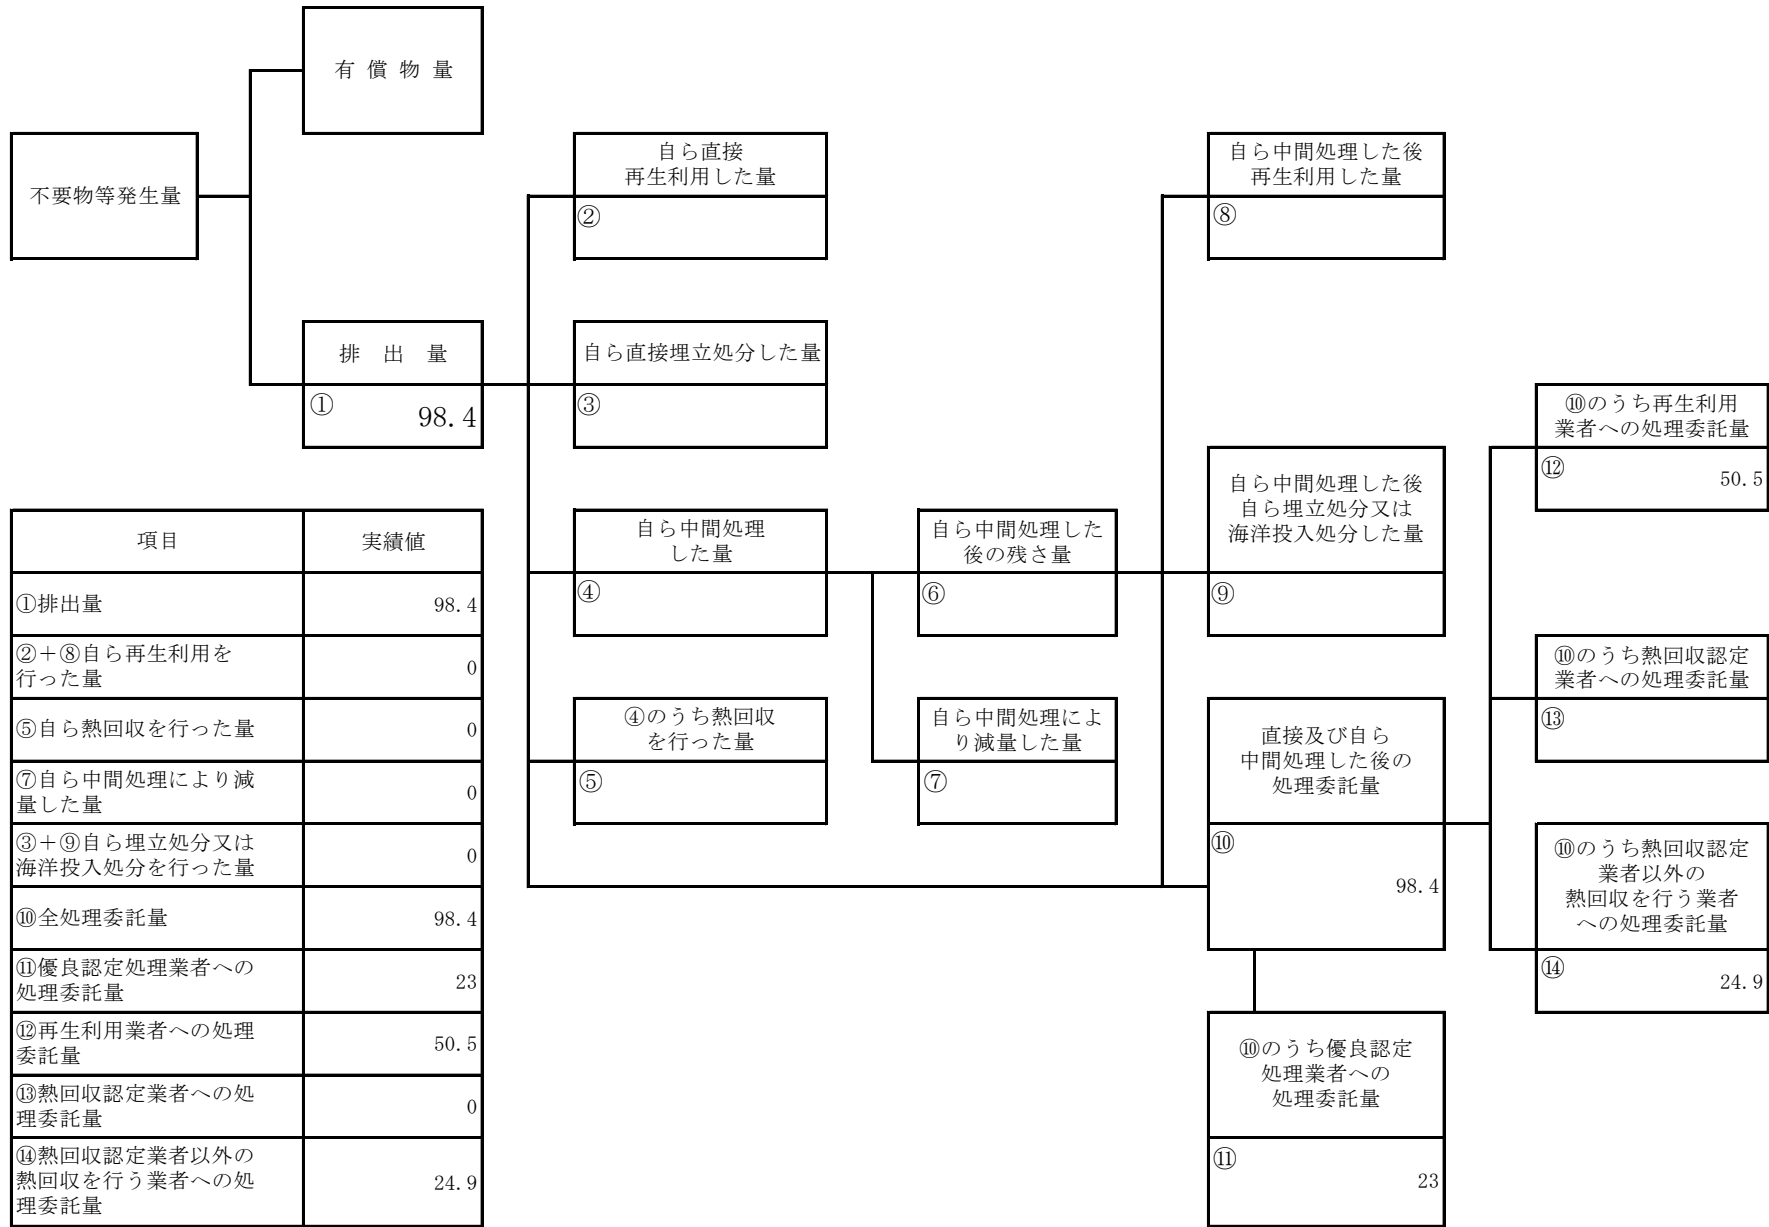 有償物量
不要物等発生量
自ら直接
再生利用した量
②
自ら中間処理した後
再生利用した量
⑧
排出量
① 98.4
自ら直接埋立処分した量
③
⑩のうち再生利用
業者への処理委託量
⑫ 50.5
自ら中間処理した後
自ら埋立処分又は
海洋投入処分した量
⑨
自ら中間処理
した量
④
自ら中間処理した
後の残さ量
⑥
⑩のうち熱回収認定
業者への処理委託量
⑬
④のうち熱回収
を行った量
⑤
自ら中間処理によ
り減量した量
⑦
直接及び自ら
中間処理した後の
処理委託量
⑩
98.4
⑩のうち熱回収認定
業者以外の
熱回収を行う業者
への処理委託量
⑭ 24.9
⑩のうち優良認定
処理業者への
処理委託量
⑪
23
項目 実績値
①排出量 98.4
②+⑧自ら再生利用を
行った量 0
⑤自ら熱回収を行った量 0
⑦自ら中間処理により減
量した量 0
③+⑨自ら埋立処分又は
海洋投入処分を行った量 0
⑩全処理委託量 98.4
⑪優良認定処理業者への
処理委託量 23
⑫再生利用業者への処理
委託量 50.5
⑬熱回収認定業者への処
理委託量 0
⑭熱回収認定業者以外の
熱回収を行う業者への処
理委託量 24.9